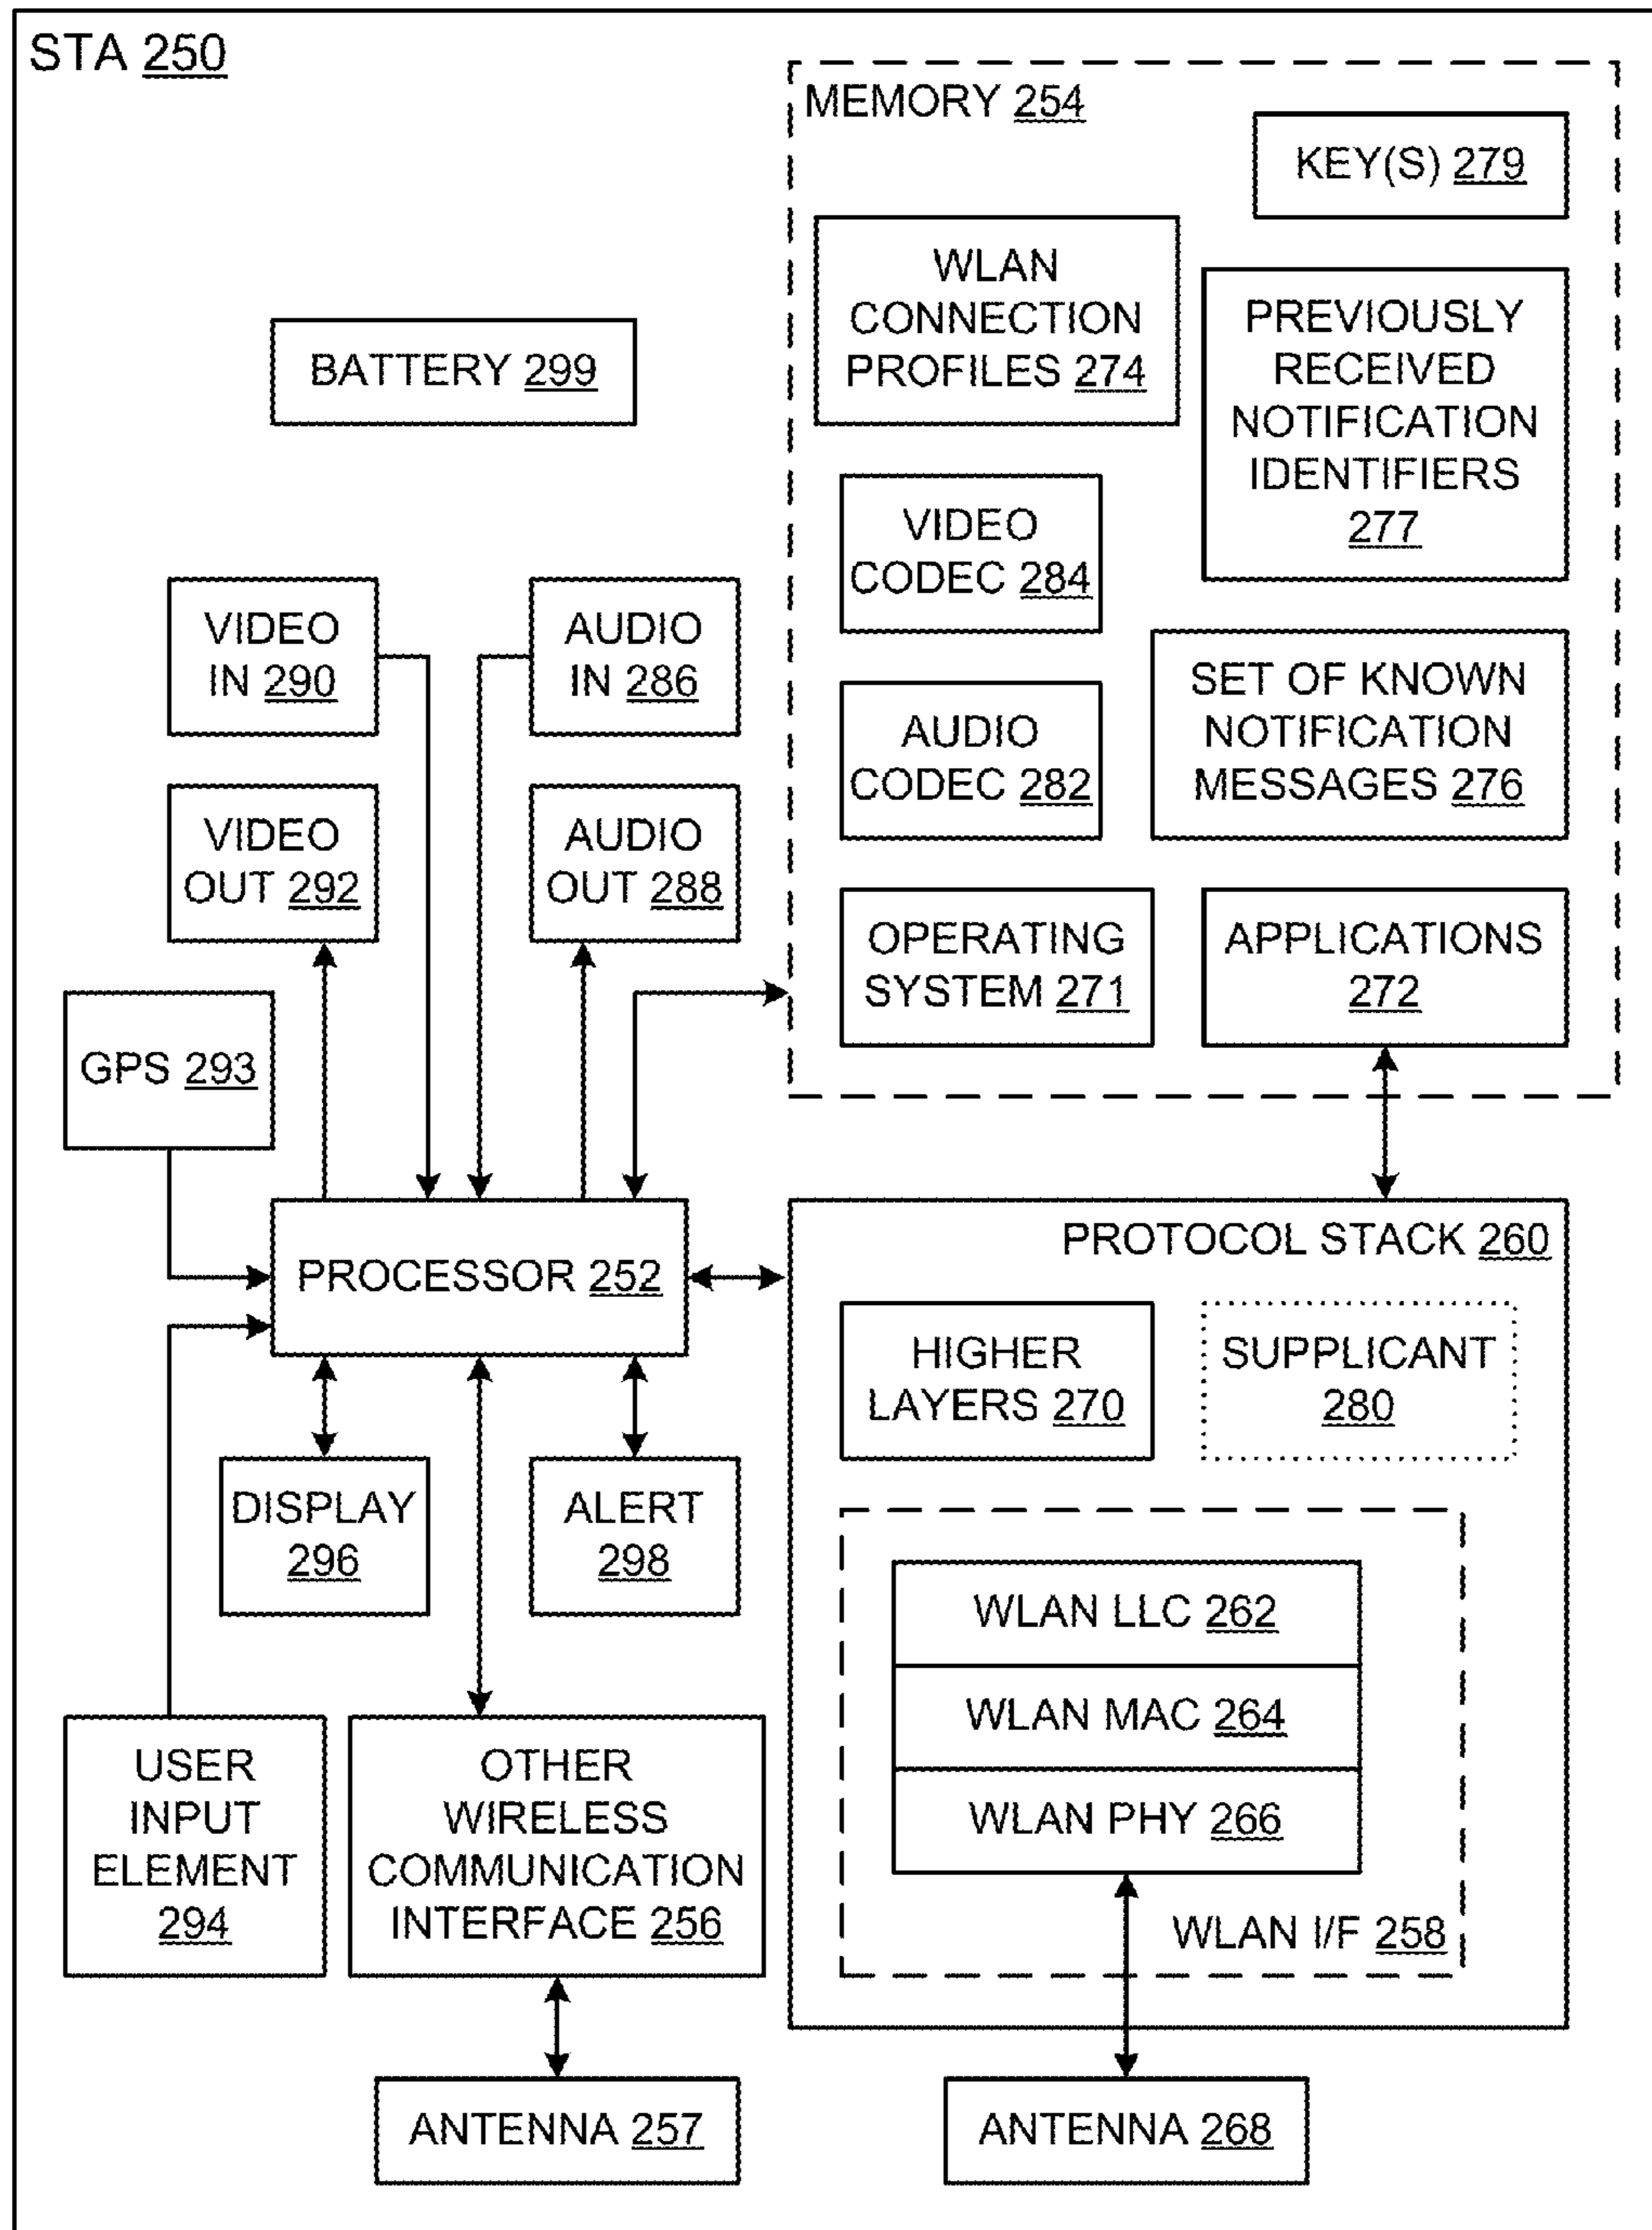 STA 250
MEMORY 254
KEY(S) 279
WLAN
CONNECTION
PROFILES 274
PREVIOUSLY
RECEIVED
NOTIFICATION
IDENTIFIERS
277
BATTERY 299
VIDEO
CODEC 284
VIDEO
IN 290
AUDIO
IN 286
SET OF KNOWN
NOTIFICATION
MESSAGES 276
AUDIO
CODEC 282
VIDEO
OUT 292
AUDIO
OUT 288
OPERATING
SYSTEM 271
APPLICATIONS
272
GPS 293
PROCESSOR 252
PROTOCOL STACK 260
HIGHER
LAYERS 270
SUPPLICANT
280
DISPLAY
296
ALERT
298
WLAN LLC 262
WLAN MAC 264
WLAN PHY 266
WLAN I/F 258
USER
INPUT
ELEMENT
294
OTHER
WIRELESS
COMMUNICATION
INTERFACE 256
ANTENNA 257
ANTENNA 268